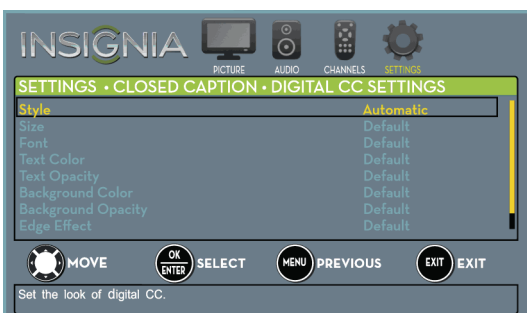 INSIGNIA
PICTURE AUDIO CHANNELS SETTINGS
SETTINGS • CLOSED CAPTION • DIGITAL CC SETTINGS
Style Automatic
Size Default
Font Default
Text Color Default
Text Opacity Default
Background Color Default
Background Opacity Default
Edge Effect Default
MOVE OK ENTER SELECT MENU PREVIOUS EXIT EXIT
Set the look of digital CC.